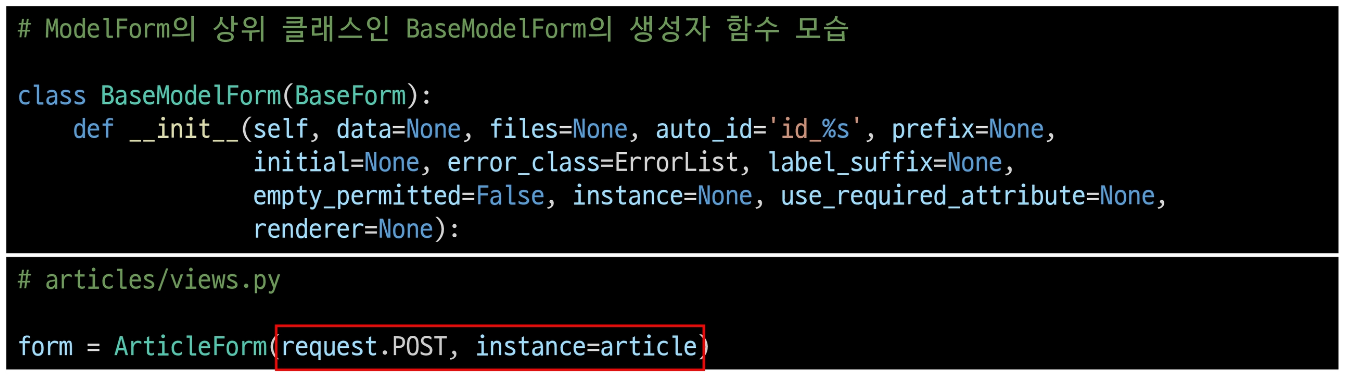 # ModelForm의 상위 클래스인 BaseModelForm의 생성자 함수 모습
class BaseModelForm(BaseForm):
    def __init__(self, data=None, files=None, auto_id='id_%s', prefix=None,
                 initial=None, error_class=ErrorList, label_suffix=None,
                 empty_permitted=False, instance=None, use_required_attribute=None,
                 renderer=None):
# articles/views.py
form = ArticleForm(request.POST, instance=article)